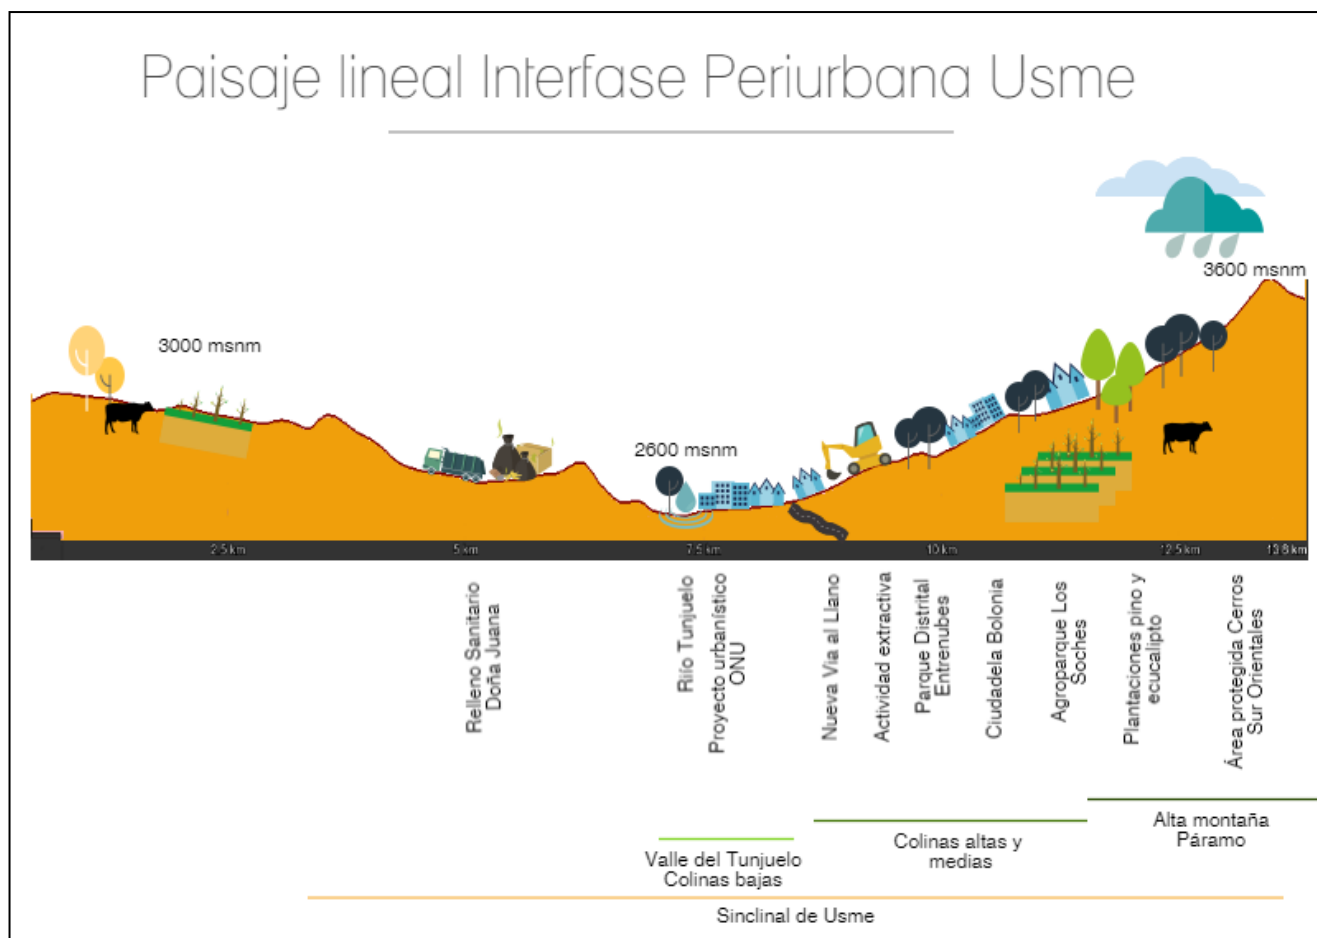 Paisaje lineal Interfase Periurbana Usme
3600 msnm
3000 msnm
2600 msnm
2.5 km
5 km
7.5 km
10 km
12.5 km
13.8 km
Relleno Sanitario
Doña Juana
Riío Tunjuelo
Proyecto urbanístico
ONU
Nueva Via al Llano
Actividad extractiva
Parque Distrital
Entrenubes
Ciudadela Bolonia
Agroparque Los
Soches
Plantaciones pino y
ecucalipto
Área protegida Cerros
Sur Orientales
Alta montaña
Páramo
Colinas altas y
medias
Valle del Tunjuelo
Colinas bajas
Sinclinal de Usme